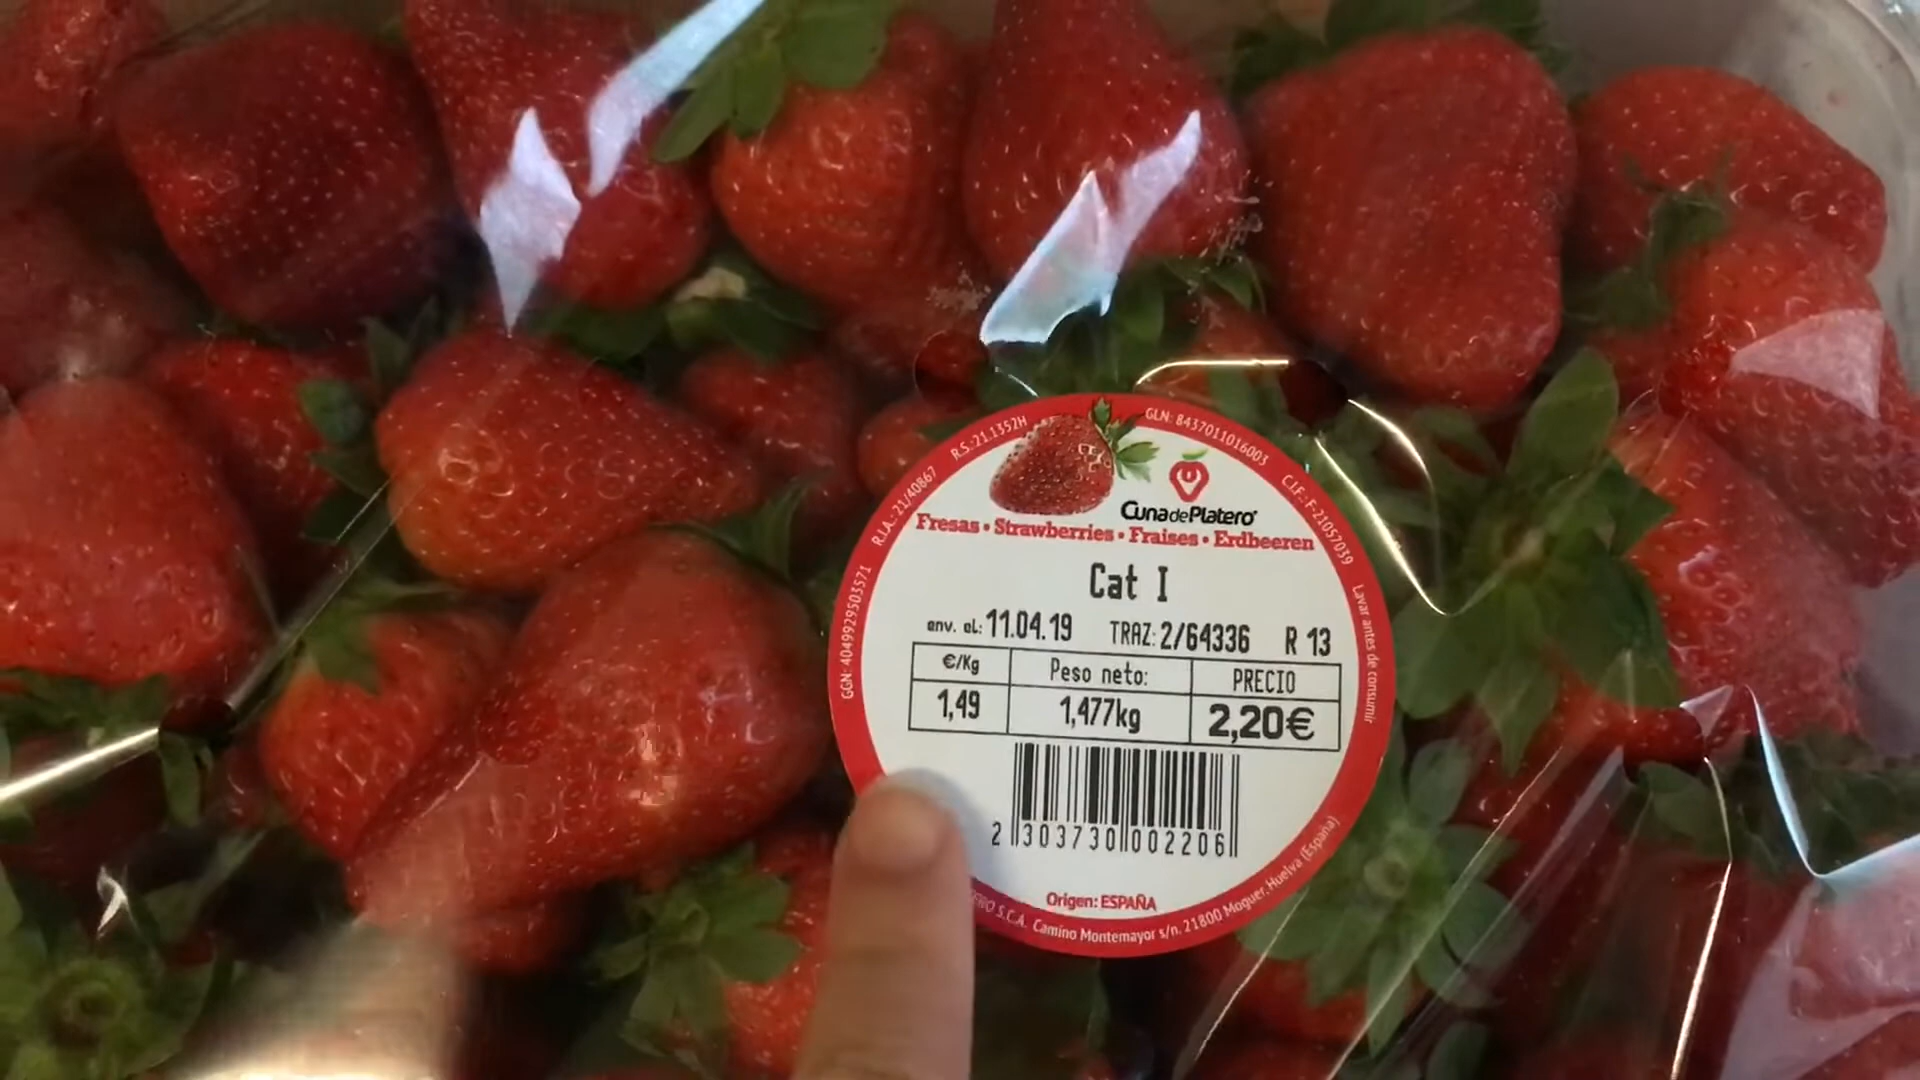 R.I.A.: 21/40867 R.S.:21.1352H
GLN: 8437011016003 C.I.F.: F-21057039
CunadePlatero
Fresas • Strawberries • Fraises • Erdbeeren
Cat I
env. el: 11.04.19 TRAZ: 2/64336 R 13
€/Kg Peso neto: PRECIO
1,49 1,477kg 2,20€
2 303730 002206
Origen: ESPAÑA
GGN: 4049929503571
Lavar antes de consumir
S.C.A. Camino Montemayor s/n. 21800 Moguer. Huelva (España)